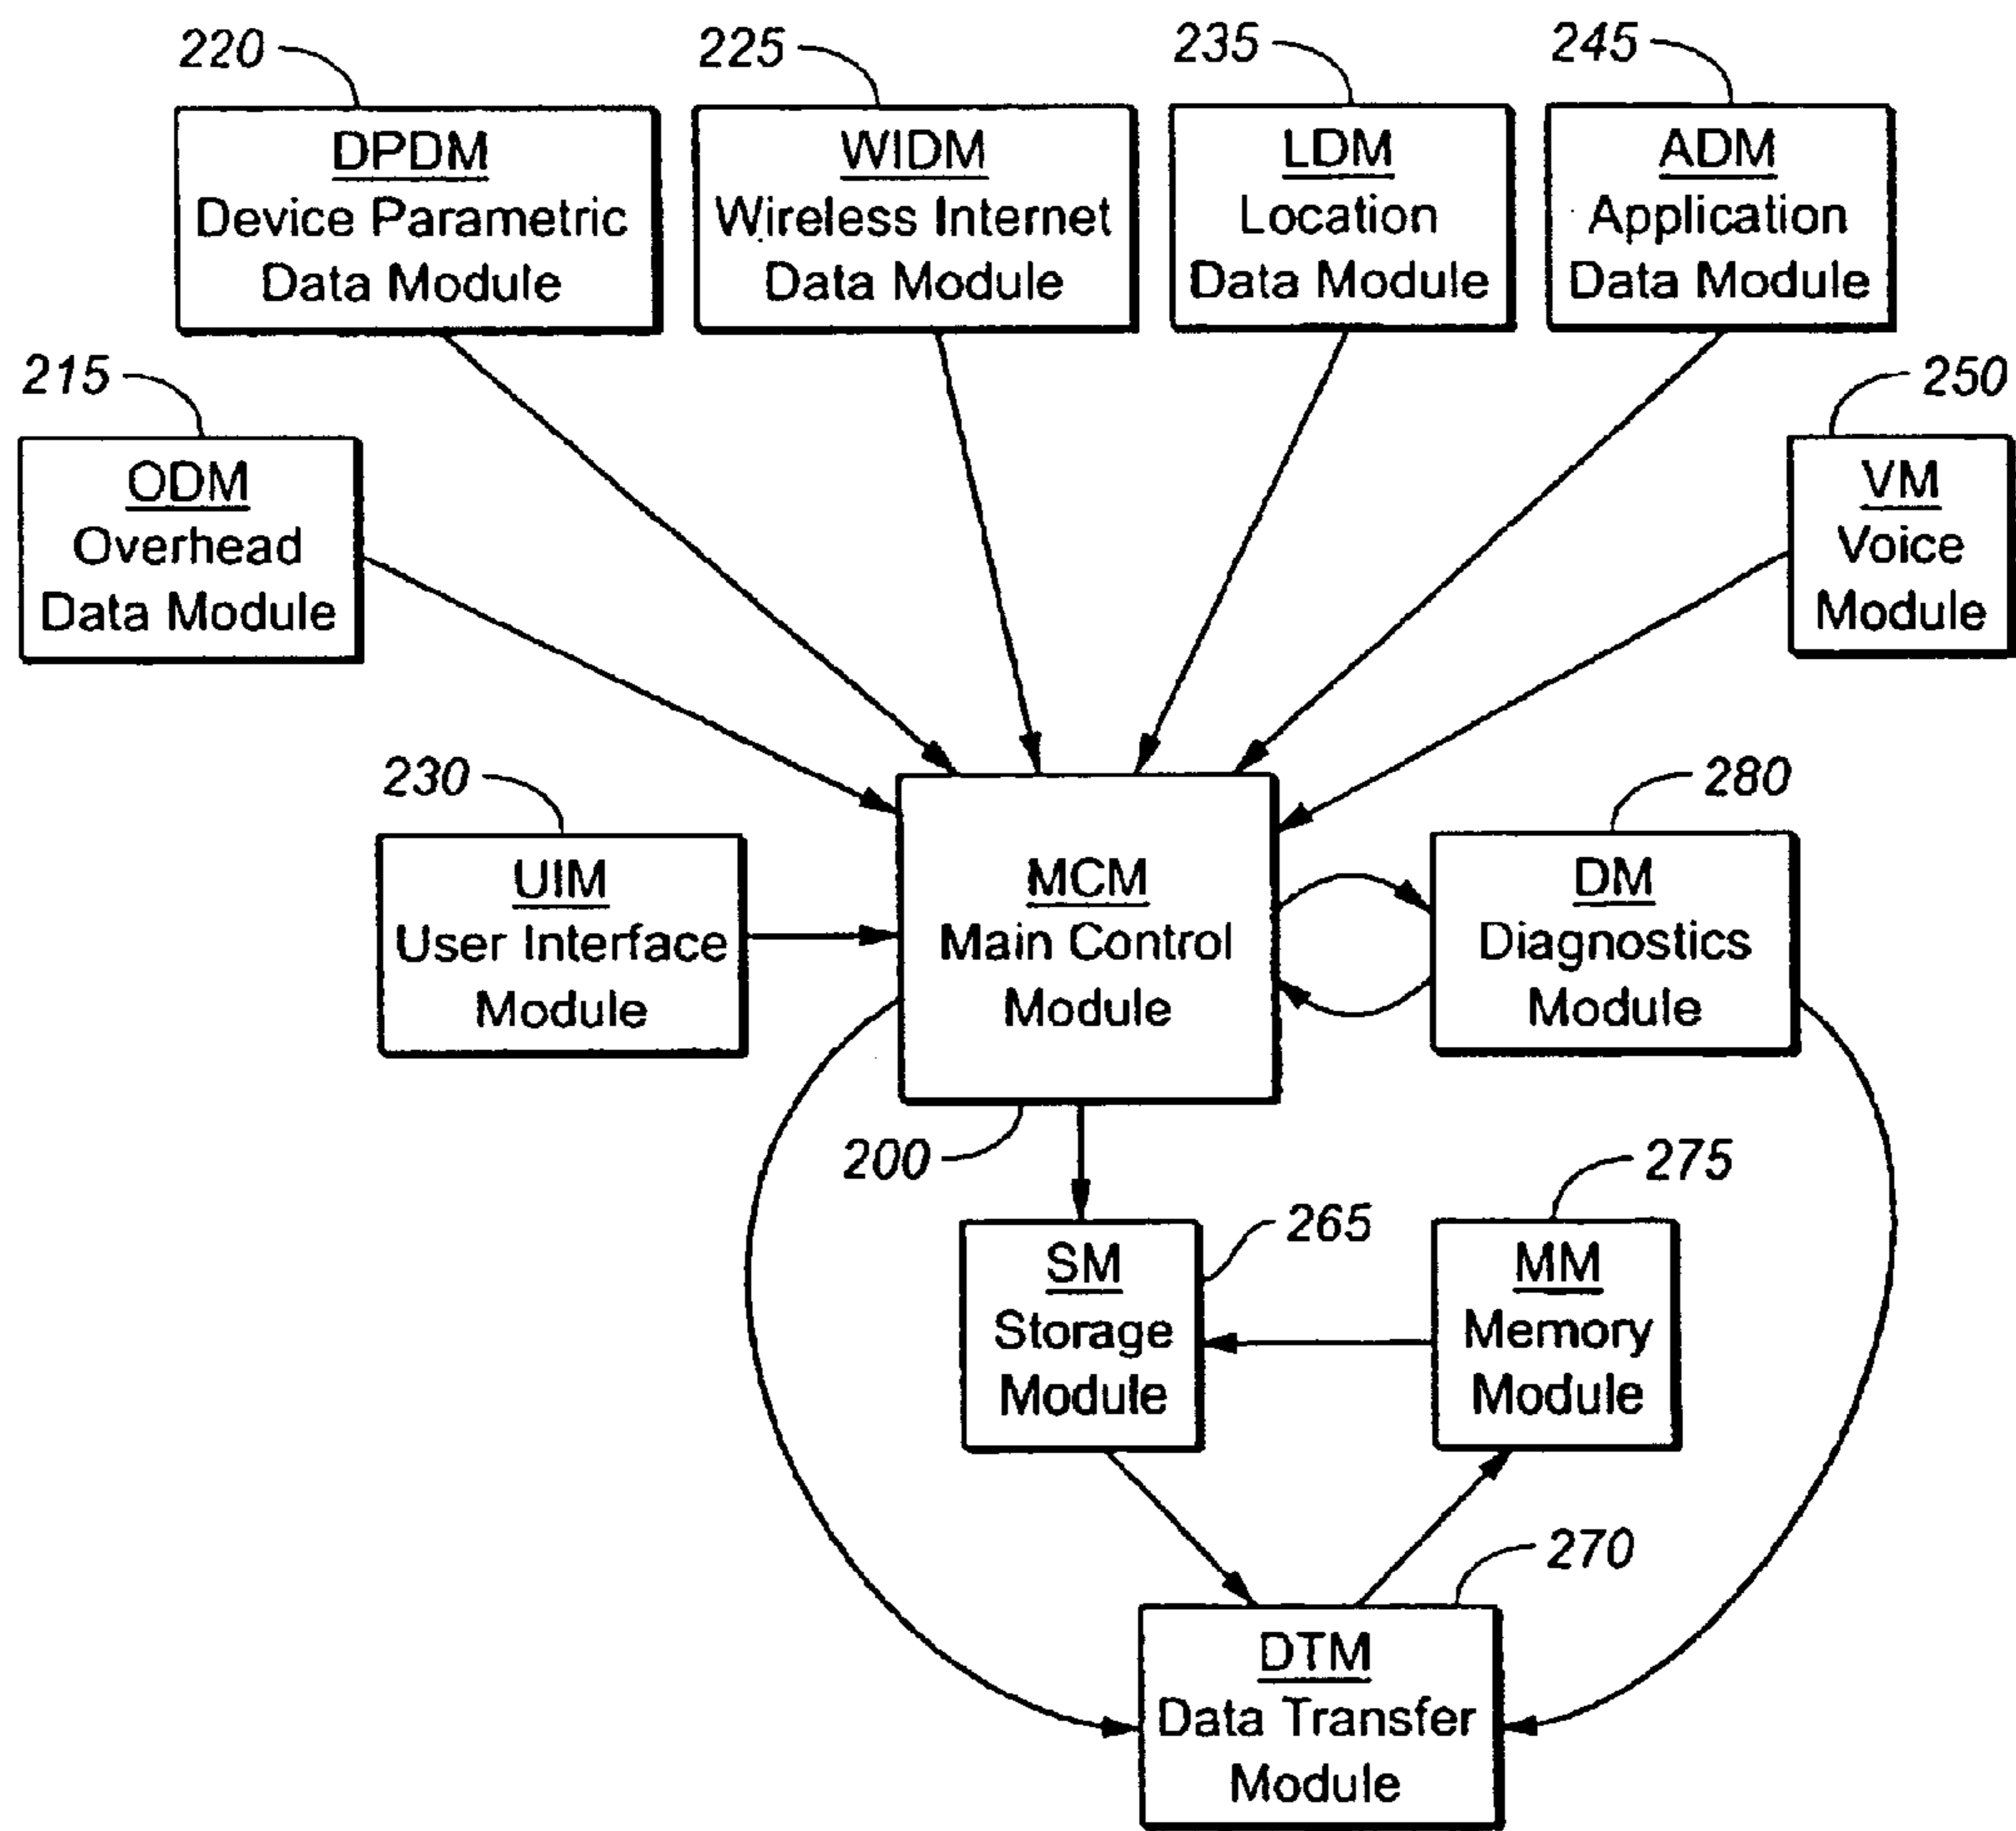 220
DPDM
Device Parametric
Data Module
225
WIDM
Wireless Internet
Data Module
235
LDM
Location
Data Module
245
ADM
Application
Data Module
215
ODM
Overhead
Data Module
250
VM
Voice
Module
230
UIM
User Interface
Module
MCM
Main Control
Module
200
280
DM
Diagnostics
Module
265
SM
Storage
Module
275
MM
Memory
Module
270
DTM
Data Transfer
Module